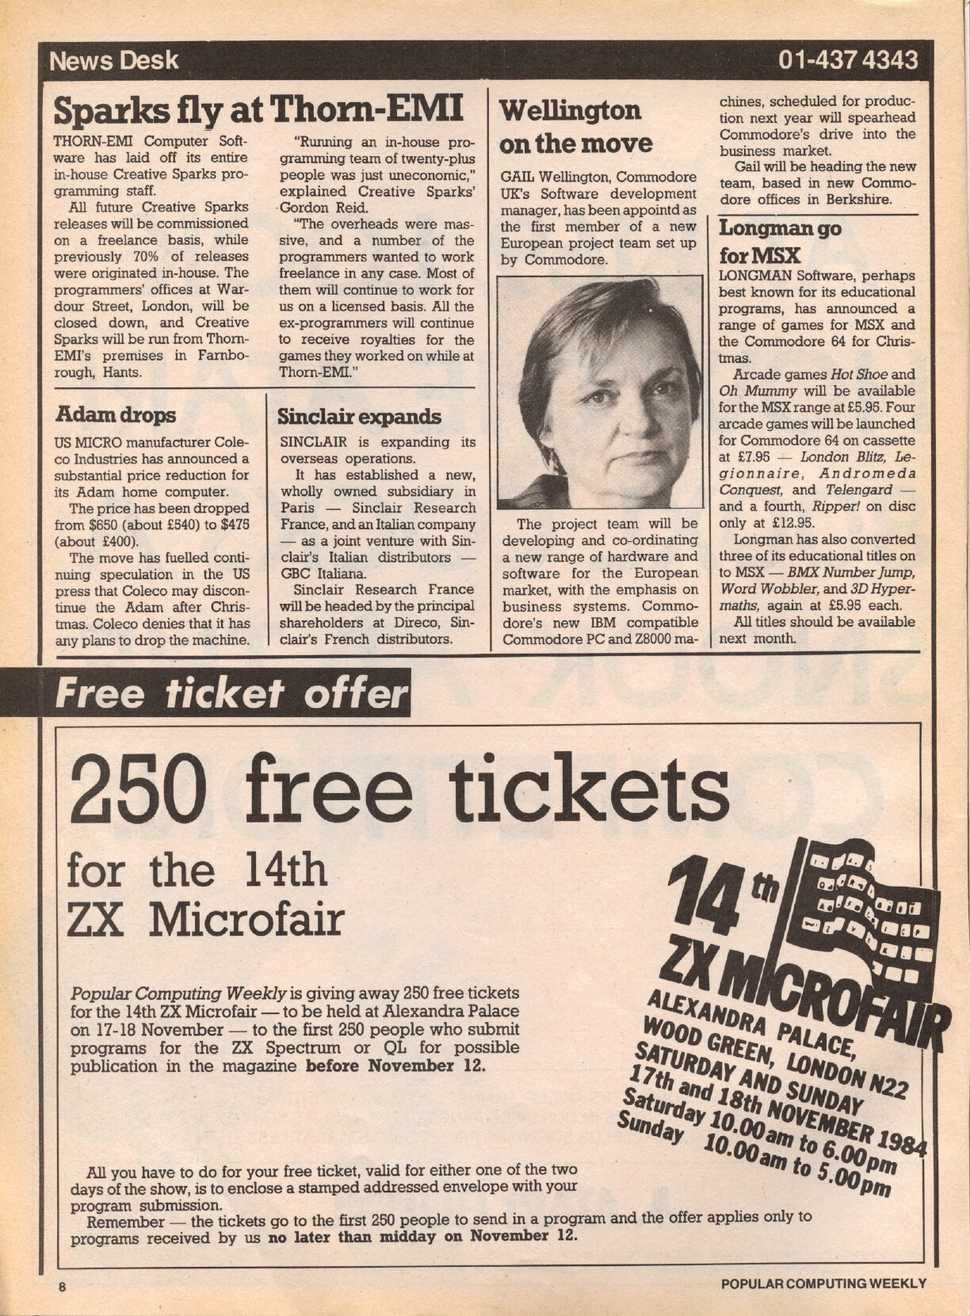 News Desk
01-437 4343
Sparks fly at Thorn-EMI
THORN-EMI Computer Soft-
ware has laid off its entire
in-house Creative Sparks pro-
gramming staff.
All future Creative Sparks
releases will be commissioned
on a freelance basis, while
previously 70% of releases
were originated in-house. The
programmers' offices at War-
dour Street, London, will be
closed down, and Creative
Sparks will be run from Thorn-
EMI's premises in Farnbo-
rough, Hants.
"Running an in-house pro-
gramming team of twenty-plus
people was just uneconomic,"
explained Creative Sparks'
Gordon Reid.
"The overheads were mas-
sive, and a number of the
programmers wanted to work
freelance in any case. Most of
them will continue to work for
us on a licensed basis. All the
ex-programmers will continue
to receive royalties for the
games they worked on while at
Thorn-EMI."
Adam drops
US MICRO manufacturer Cole-
co Industries has announced a
substantial price reduction for
its Adam home computer.
The price has been dropped
from $650 (about £540) to $475
(about £400).
The move has fuelled conti-
nuing speculation in the US
press that Coleco may discon-
tinue the Adam after Chris-
tmas. Coleco denies that it has
any plans to drop the machine.
Sinclair expands
SINCLAIR is expanding its
overseas operations.
It has established a new,
wholly owned subsidiary in
Paris — Sinclair Research
France, and an Italian company
— as a joint venture with Sin-
clair's Italian distributors —
GBC Italiana.
Sinclair Research France
will be headed by the principal
shareholders at Direco, Sin-
clair's French distributors.
Wellington
on the move
GAIL Wellington, Commodore
UK's Software development
manager, has been appointd as
the first member of a new
European project team set up
by Commodore.
The project team will be
developing and co-ordinating
a new range of hardware and
software for the European
market, with the emphasis on
business systems. Commo-
dore's new IBM compatible
Commodore PC and Z8000 ma-
chines, scheduled for produc-
tion next year will spearhead
Commodore's drive into the
business market.
Gail will be heading the new
team, based in new Commo-
dore offices in Berkshire.
Longman go
for MSX
LONGMAN Software, perhaps
best known for its educational
programs, has announced a
range of games for MSX and
the Commodore 64 for Chris-
tmas.
Arcade games Hot Shoe and
Oh Mummy will be available
for the MSX range at £5.95. Four
arcade games will be launched
for Commodore 64 on cassette
at £7.95 — London Blitz, Le-
gionnaire, Andromeda
Conquest, and Telengard —
and a fourth, Ripper! on disc
only at £12.95.
Longman has also converted
three of its educational titles on
to MSX — BMX Number Jump,
Word Wobbler, and 3D Hyper-
maths, again at £5.95 each.
All titles should be available
next month.
Free ticket offer
250 free tickets
for the 14th
ZX Microfair
Popular Computing Weekly is giving away 250 free tickets
for the 14th ZX Microfair — to be held at Alexandra Palace
on 17-18 November — to the first 250 people who submit
programs for the ZX Spectrum or QL for possible
publication in the magazine before November 12.
14th
ZX MICROFAIR
ALEXANDRA PALACE,
WOOD GREEN, LONDON N22
SATURDAY AND SUNDAY
17th and 18th NOVEMBER 1984
Saturday 10.00am to 6.00pm
Sunday 10.00am to 5.00pm
All you have to do for your free ticket, valid for either one of the two
days of the show, is to enclose a stamped addressed envelope with your
program submission.
Remember — the tickets go to the first 250 people to send in a program and the offer applies only to
programs received by us no later than midday on November 12.
8
POPULAR COMPUTING WEEKLY